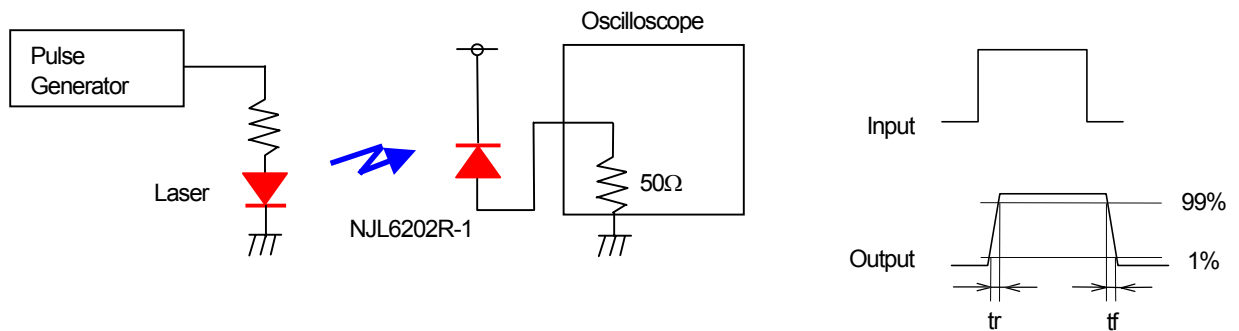 Oscilloscope
Pulse
Generator
Laser
NJL6202R-1
50Ω
Input
Output
99%
1%
tr
tf